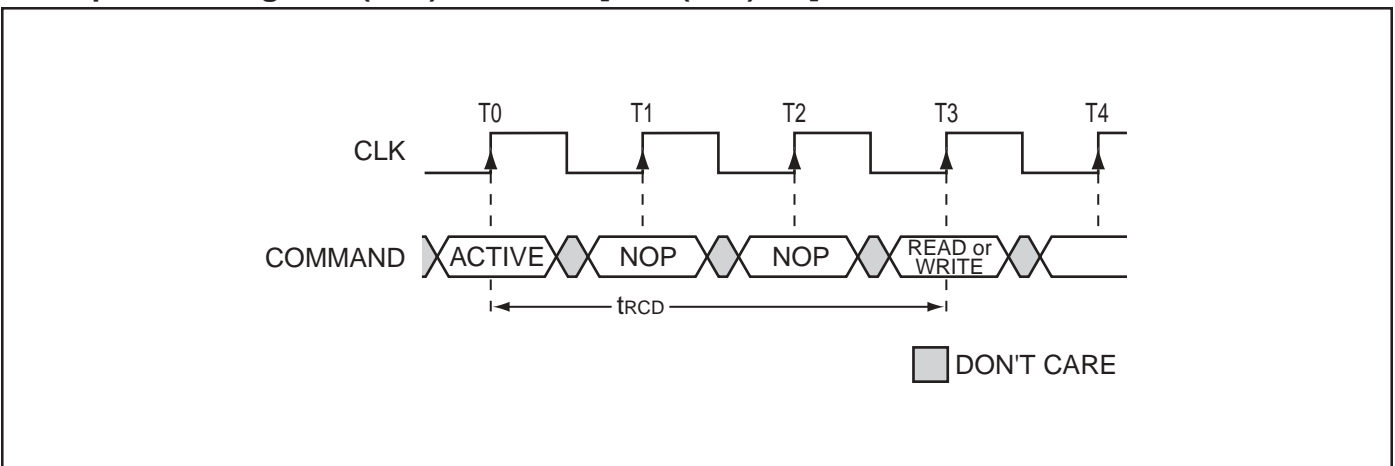 T0 T1 T2 T3 T4
CLK
COMMAND ACTIVE NOP NOP READ or
WRITE
tRCD
DON'T CARE